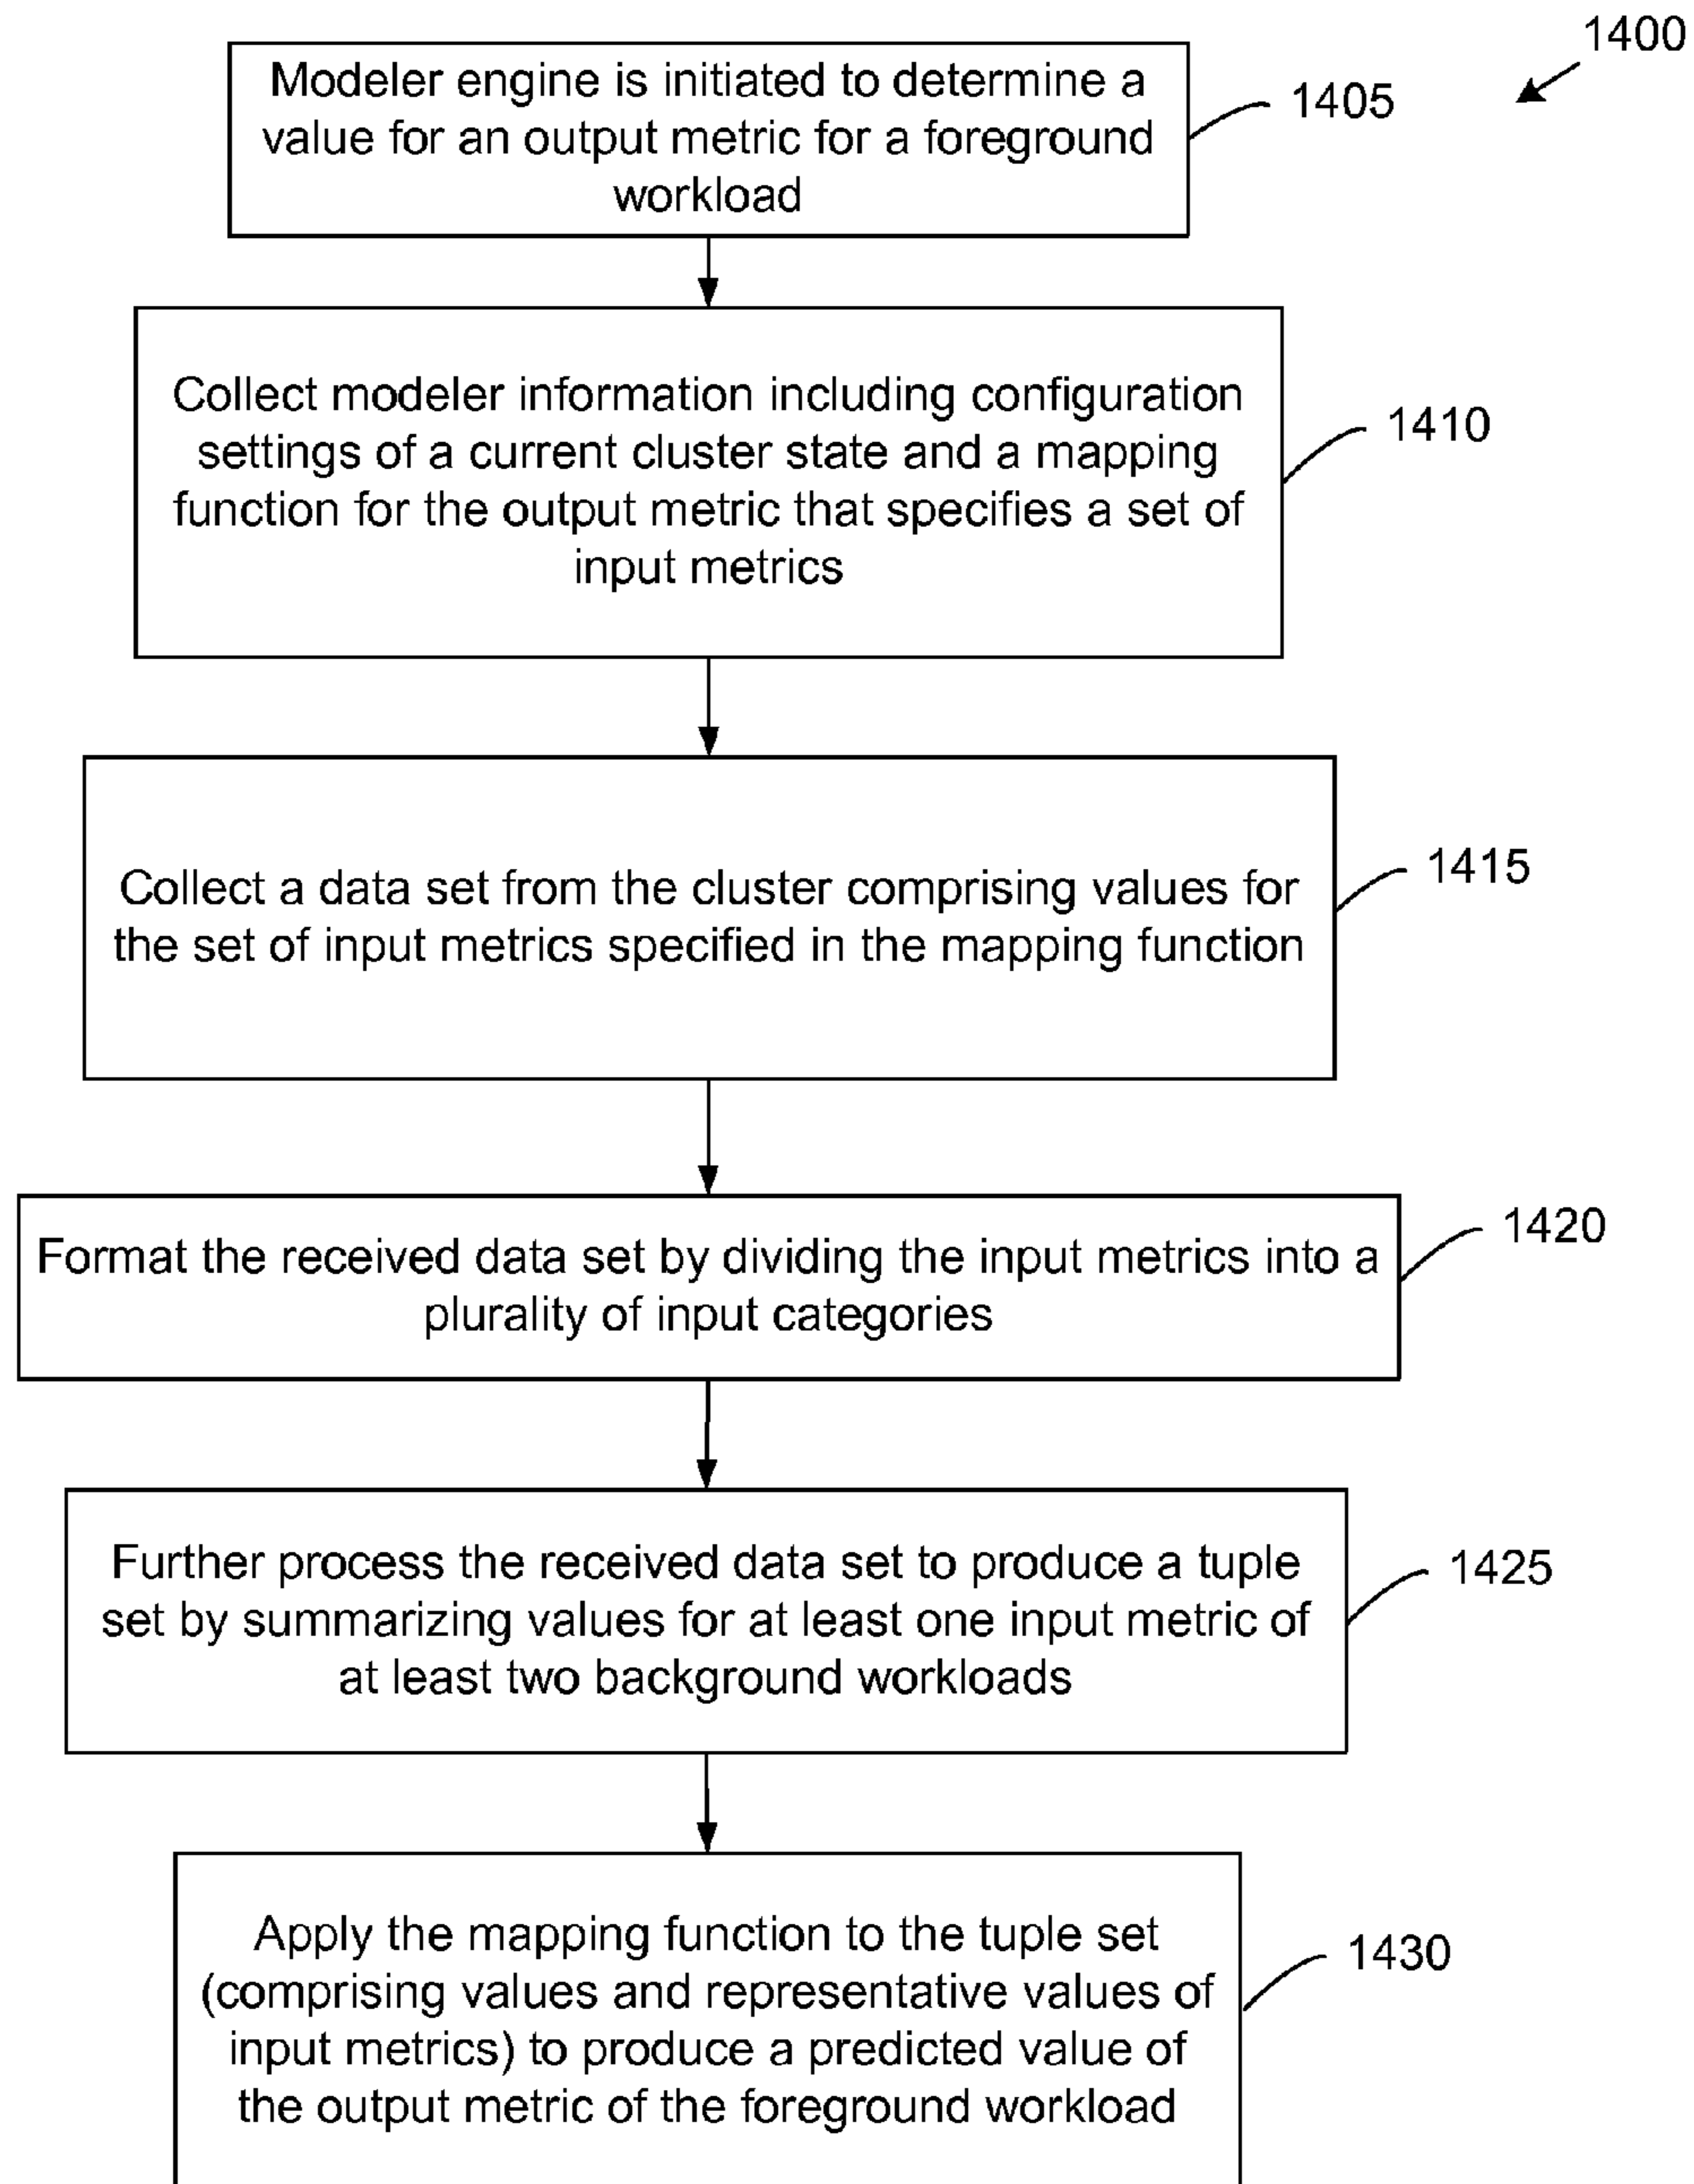 1400
Modeler engine is initiated to determine a
value for an output metric for a foreground
workload
1405
Collect modeler information including configuration
settings of a current cluster state and a mapping
function for the output metric that specifies a set of
input metrics
1410
Collect a data set from the cluster comprising values for
the set of input metrics specified in the mapping function
1415
Format the received data set by dividing the input metrics into a
plurality of input categories
1420
Further process the received data set to produce a tuple
set by summarizing values for at least one input metric of
at least two background workloads
1425
Apply the mapping function to the tuple set
(comprising values and representative values of
input metrics) to produce a predicted value of
the output metric of the foreground workload
1430